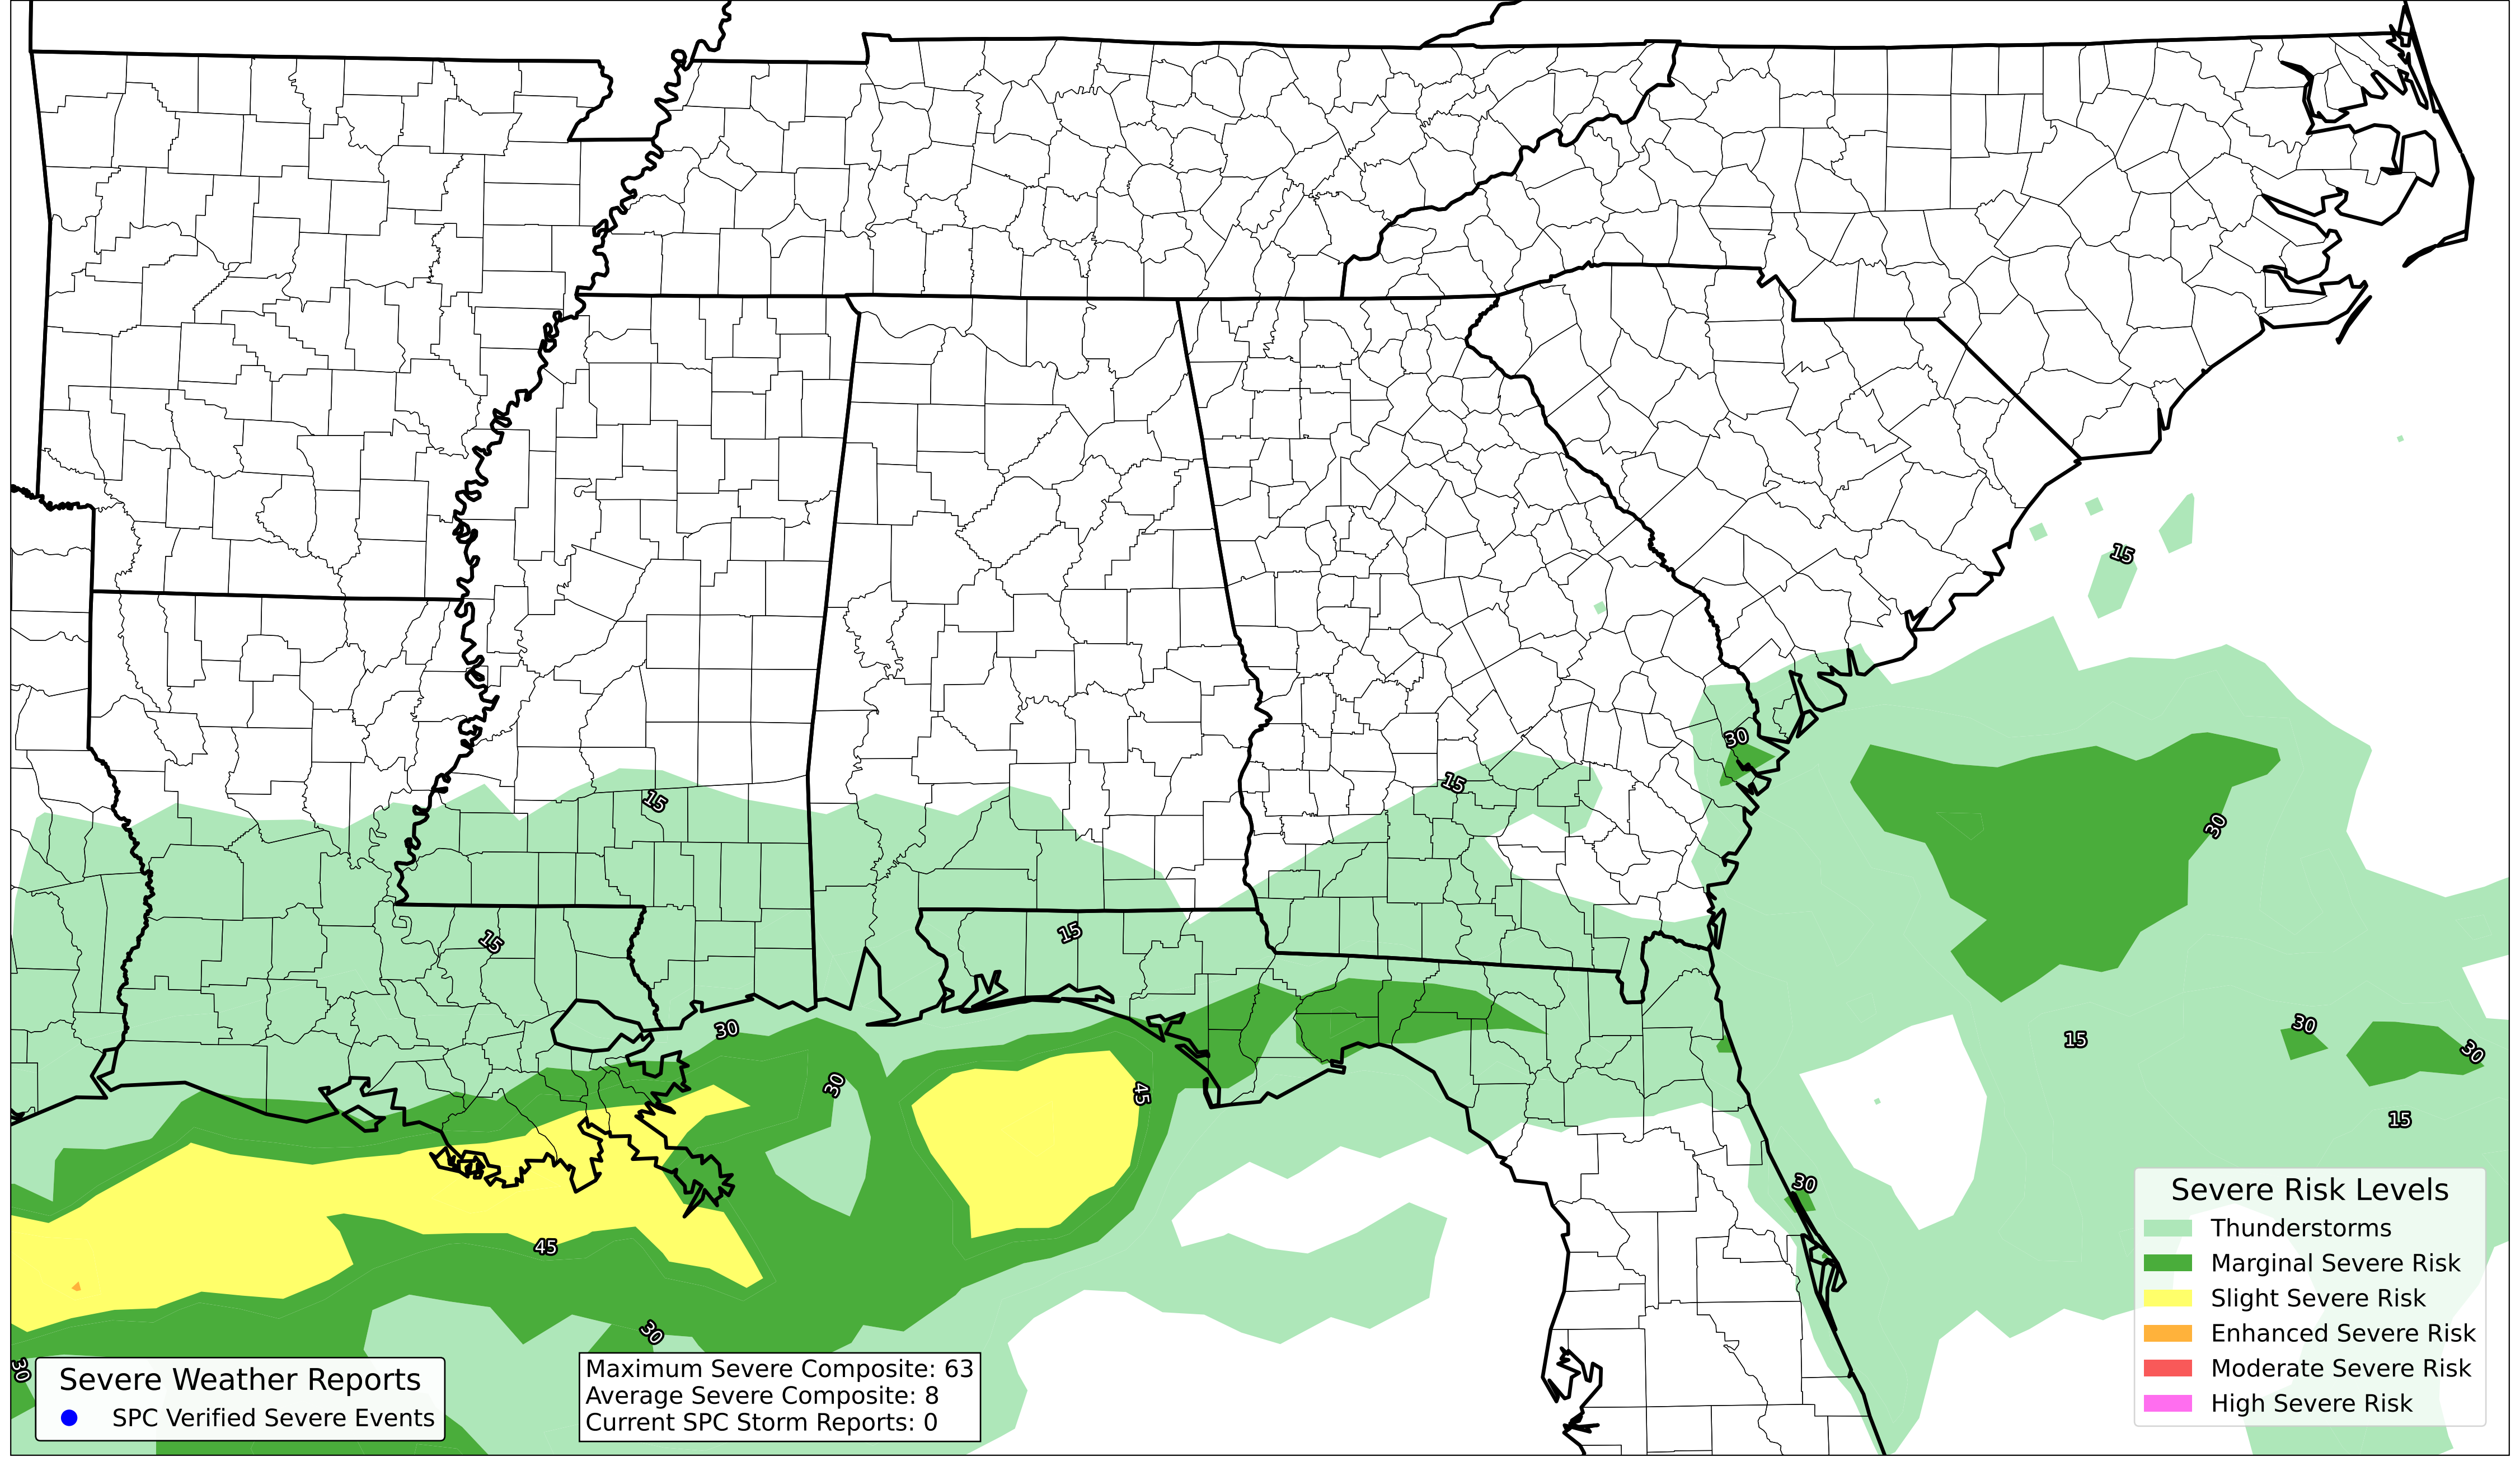 15
30
15
15
30
15
15
30
30
15
30
30
30
45
15
30
45
30
30
Severe Risk Levels
Thunderstorms
Marginal Severe Risk
Slight Severe Risk
Enhanced Severe Risk
Moderate Severe Risk
High Severe Risk
Severe Weather Reports
SPC Verified Severe Events
Maximum Severe Composite: 63
Average Severe Composite: 8
Current SPC Storm Reports: 0